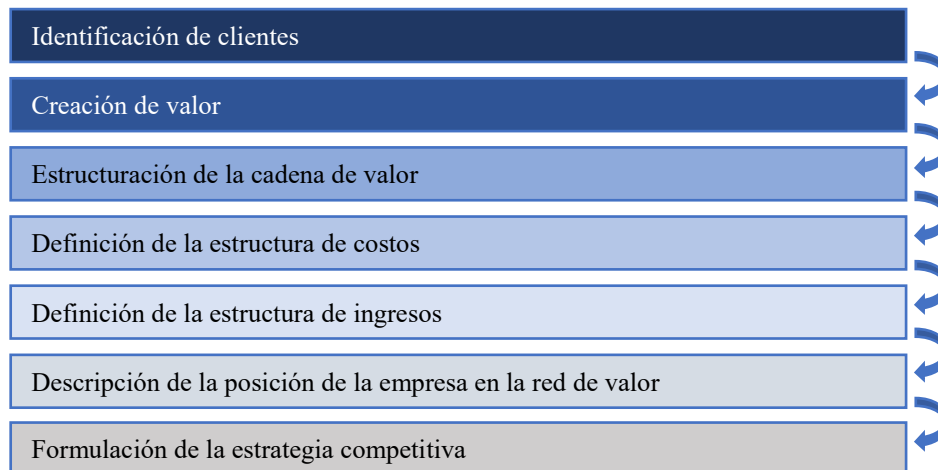 Identificación de clientes
Creación de valor
Estructuración de la cadena de valor
Definición de la estructura de costos
Definición de la estructura de ingresos
Descripción de la posición de la empresa en la red de valor
Formulación de la estrategia competitiva